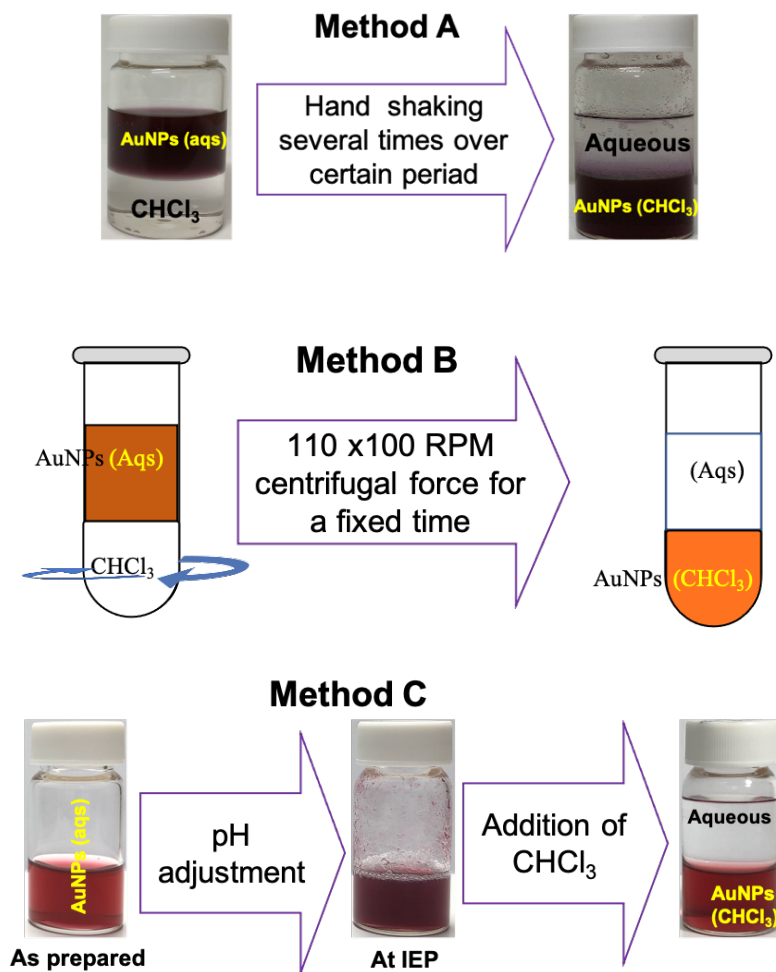 Method A
AuNPs (aqs)
CHCl₃
Hand shaking
several times over
certain periad
Aqueous
AuNPs (CHCl₃)
Method B
AuNPs (Aqs)
CHCl₃
110 x100 RPM
centrifugal force for
a fixed time
(Aqs)
AuNPs (CHCl₃)
Method C
AuNPs (aqs)
As prepared
pH
adjustment
At IEP
Addition of
CHCl₃
Aqueous
AuNPs
(CHCl₃)